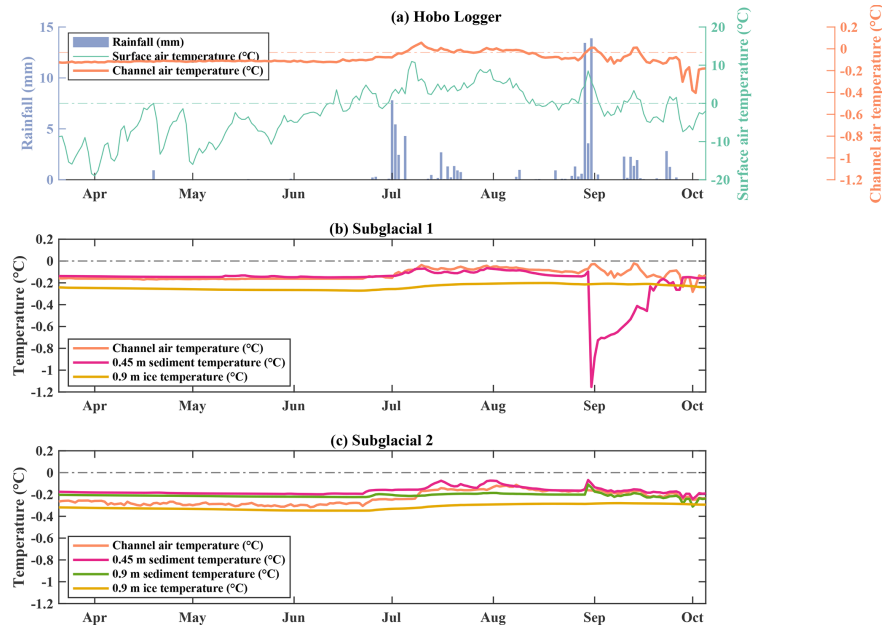 (a) Hobo Logger
Rainfall (mm)
Surface air temperature (°C)
Channel air temperature (°C)
15
10
5
0
Rainfall (mm)
20
10
0
-10
-20
Surface air temperature (°C)
0.2
0
-0.2
-0.4
-0.6
-0.8
-1
-1.2
Channel air temperature (°C)
Apr May Jun Jul Aug Sep Oct
(b) Subglacial 1
0.2
0
-0.2
-0.4
-0.6
-0.8
-1
-1.2
Temperature (°C)
Channel air temperature (°C)
0.45 m sediment temperature (°C)
0.9 m ice temperature (°C)
Apr May Jun Jul Aug Sep Oct
(c) Subglacial 2
0.2
0
-0.2
-0.4
-0.6
-0.8
-1
-1.2
Temperature (°C)
Channel air temperature (°C)
0.45 m sediment temperature (°C)
0.9 m sediment temperature (°C)
0.9 m ice temperature (°C)
Apr May Jun Jul Aug Sep Oct